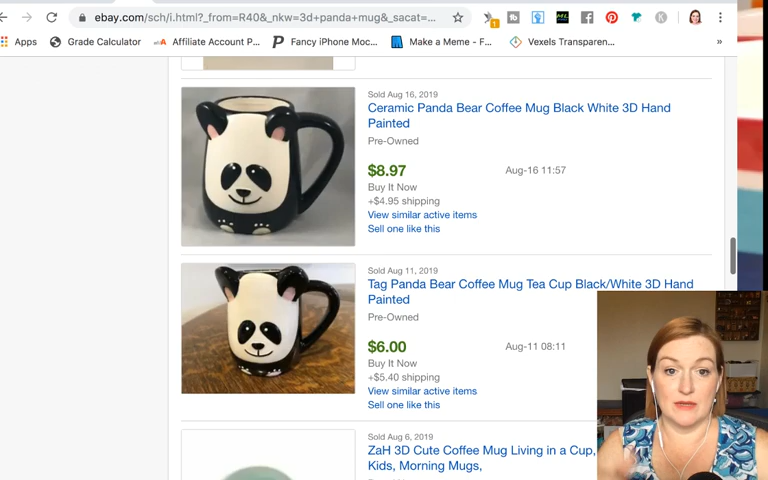 ebay.com/sch/i.html?_from=R40&_nkw=3d+panda+mug&_sacat=...
Apps
Grade Calculator
Affiliate Account P...
Fancy iPhone Moc...
Make a Meme - F...
Vexels Transparen...
»
Sold Aug 16, 2019
Ceramic Panda Bear Coffee Mug Black White 3D Hand
Painted
Pre-Owned
$8.97
Aug-16 11:57
Buy It Now
+$4.95 shipping
View similar active items
Sell one like this
Sold Aug 11, 2019
Tag Panda Bear Coffee Mug Tea Cup Black/White 3D Hand
Painted
Pre-Owned
$6.00
Aug-11 08:11
Buy It Now
+$5.40 shipping
View similar active items
Sell one like this
Sold Aug 6, 2019
ZaH 3D Cute Coffee Mug Living in a Cup,
Kids, Morning Mugs,